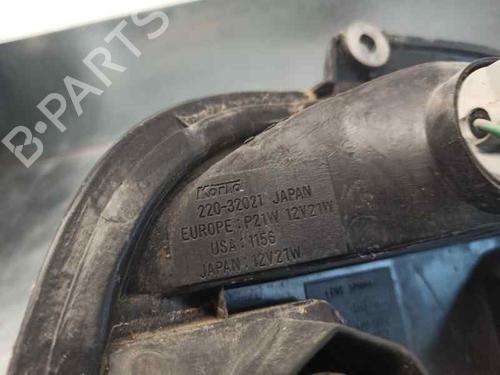 B-PARTS
KOITO
220-32021 JAPAN
EUROPE : P21W 12V21W
USA : 1156
JAPAN : 12V21W